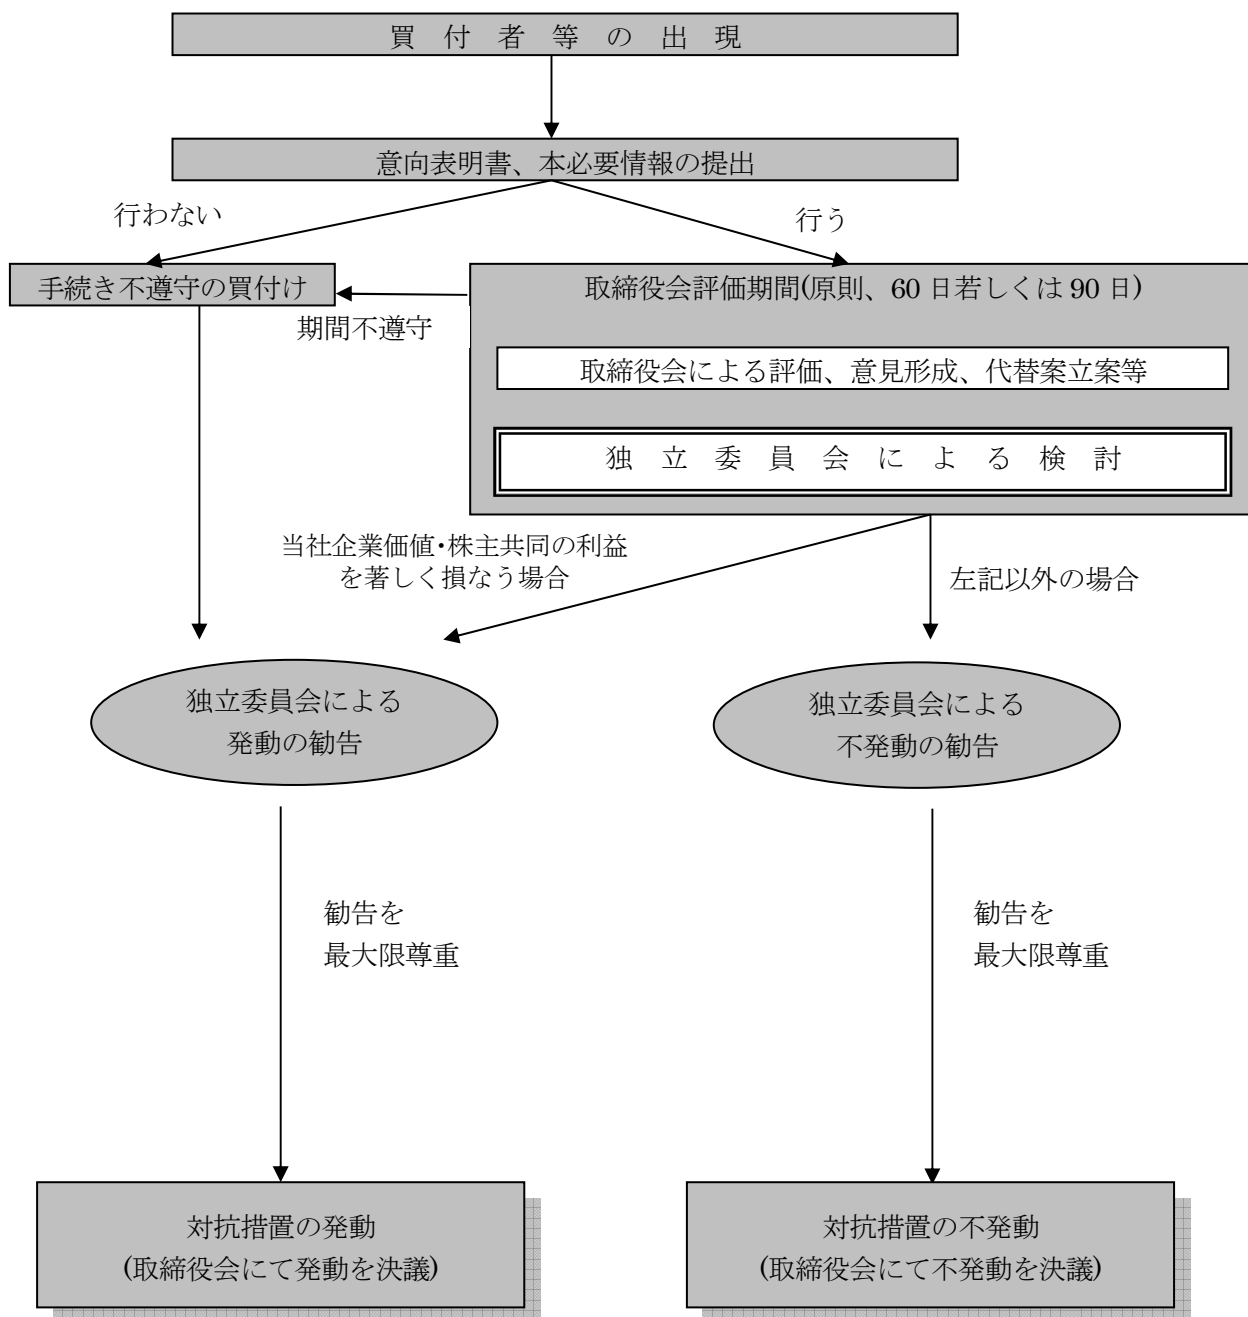 買付者等の出現
意向表明書、本必要情報の提出
行わない
行う
手続き不遵守の買付け
取締役会評価期間(原則、60日若しくは90日)
期間不遵守
取締役会による評価、意見形成、代替案立案等
独立委員会による検討
当社企業価値・株主共同の利益
を著しく損なう場合
左記以外の場合
独立委員会による
発動の勧告
独立委員会による
不発動の勧告
勧告を
最大限尊重
勧告を
最大限尊重
対抗措置の発動
(取締役会にて発動を決議)
対抗措置の不発動
(取締役会にて不発動を決議)